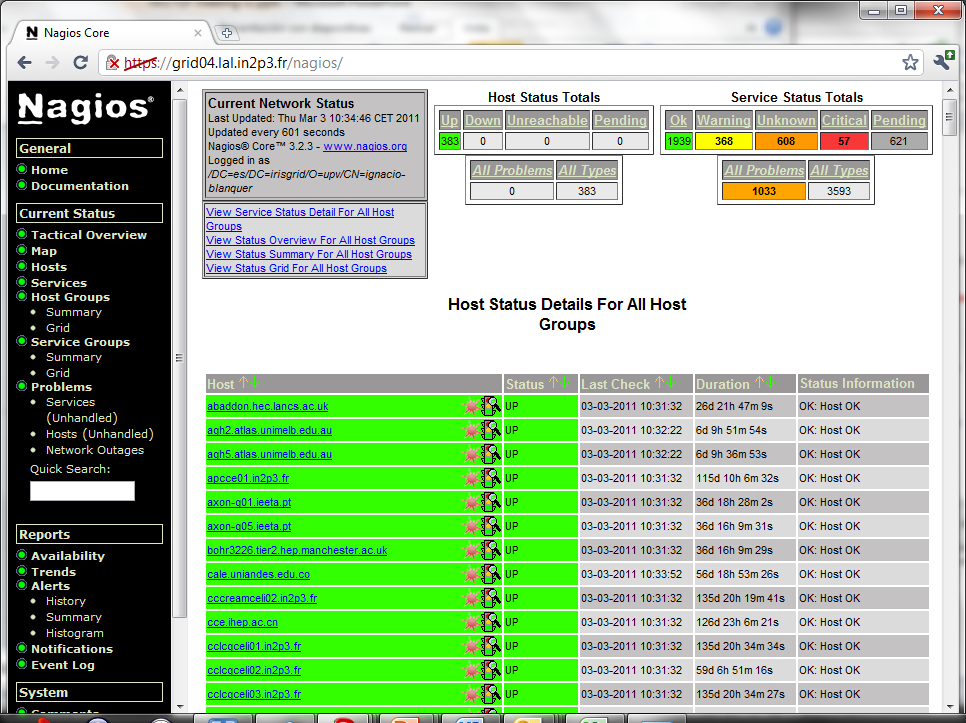 Nagios Core
https://grid04.lal.in2p3.fr/nagios/
Nagios®
General
Home
Documentation
Current Status
Tactical Overview
Map
Hosts
Services
Host Groups
Summary
Grid
Service Groups
Summary
Grid
Problems
Services
(Unhandled)
Hosts (Unhandled)
Network Outages
Quick Search:
Reports
Availability
Trends
Alerts
History
Summary
Histogram
Notifications
Event Log
System
Comments
Current Network Status
Last Updated: Thu Mar 3 10:34:46 CET 2011
Updated every 601 seconds
Nagios® Core™ 3.2.3 - www.nagios.org
Logged in as
/DC=es/DC=irisgrid/O=upv/CN=ignacio-
blanquer
View Service Status Detail For All Host
Groups
View Status Overview For All Host Groups
View Status Summary For All Host Groups
View Status Grid For All Host Groups
Host Status Totals
Up Down Unreachable Pending
383 0 0 0
All Problems All Types
0 383
Service Status Totals
Ok Warning Unknown Critical Pending
1939 368 608 57 621
All Problems All Types
1033 3593
Host Status Details For All Host
Groups
Host Status Last Check Duration Status Information
abaddon.hec.lancs.ac.uk UP 03-03-2011 10:31:32 26d 21h 47m 9s OK: Host OK
agh2.atlas.unimelb.edu.au UP 03-03-2011 10:32:22 6d 9h 51m 54s OK: Host OK
agh5.atlas.unimelb.edu.au UP 03-03-2011 10:32:22 6d 9h 36m 53s OK: Host OK
apcce01.in2p3.fr UP 03-03-2011 10:31:32 115d 10h 6m 32s OK: Host OK
axon-g01.ieeta.pt UP 03-03-2011 10:31:32 36d 18h 28m 2s OK: Host OK
axon-g05.ieeta.pt UP 03-03-2011 10:31:32 36d 16h 9m 31s OK: Host OK
bohr3226.tier2.hep.manchester.ac.uk UP 03-03-2011 10:31:32 36d 16h 9m 29s OK: Host OK
cale.uniandes.edu.co UP 03-03-2011 10:33:52 56d 18h 53m 26s OK: Host OK
cccreamceli02.in2p3.fr UP 03-03-2011 10:31:32 135d 20h 19m 41s OK: Host OK
cce.ihep.ac.cn UP 03-03-2011 10:31:32 126d 23h 6m 21s OK: Host OK
cclcgceli01.in2p3.fr UP 03-03-2011 10:31:32 135d 20h 34m 34s OK: Host OK
cclcgceli02.in2p3.fr UP 03-03-2011 10:31:32 59d 6h 51m 16s OK: Host OK
cclcgceli03.in2p3.fr UP 03-03-2011 10:31:32 135d 20h 34m 27s OK: Host OK